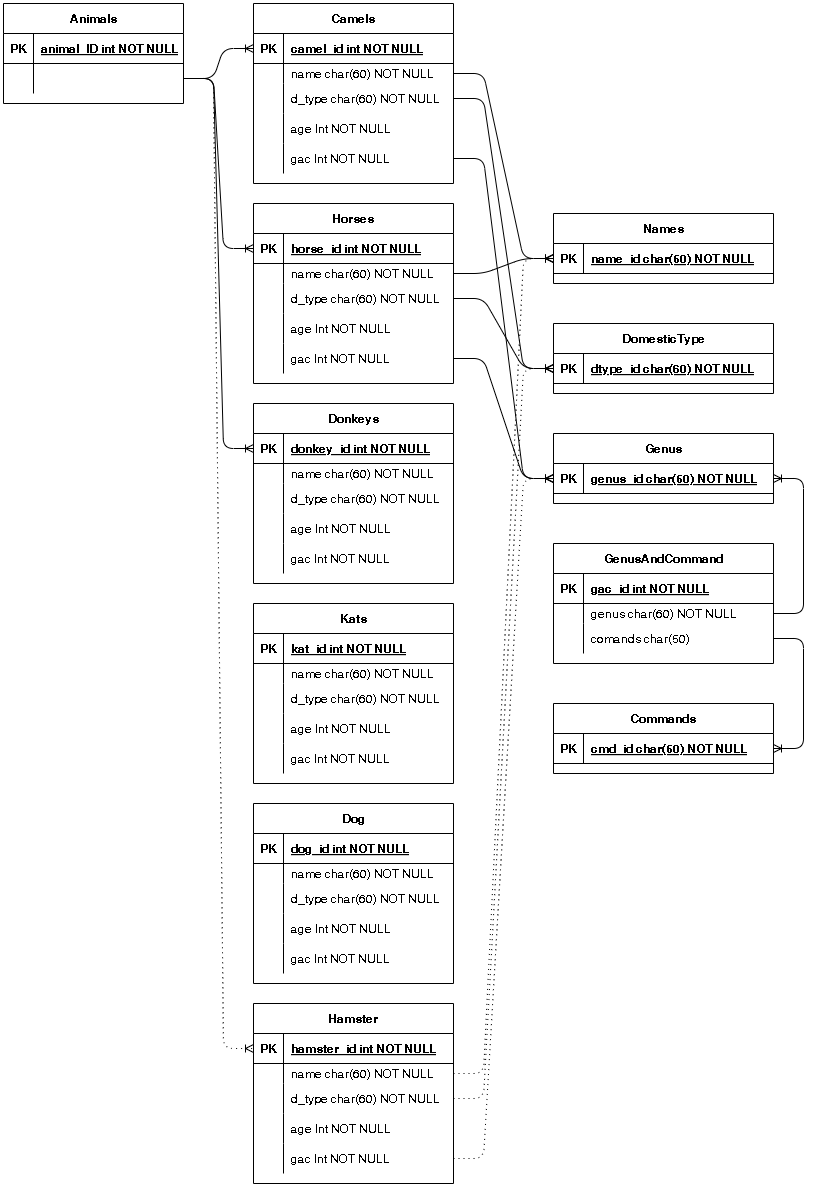 Animals
PK animal_ID int NOT NULL
Camels
PK camel_id int NOT NULL
name char(60) NOT NULL
d_type char(60) NOT NULL
age Int NOT NULL
gac Int NOT NULL
Horses
PK horse_id int NOT NULL
name char(60) NOT NULL
d_type char(60) NOT NULL
age Int NOT NULL
gac Int NOT NULL
Donkeys
PK donkey_id int NOT NULL
name char(60) NOT NULL
d_type char(60) NOT NULL
age Int NOT NULL
gac Int NOT NULL
Kats
PK kat_id int NOT NULL
name char(60) NOT NULL
d_type char(60) NOT NULL
age Int NOT NULL
gac Int NOT NULL
Dog
PK dog_id int NOT NULL
name char(60) NOT NULL
d_type char(60) NOT NULL
age Int NOT NULL
gac Int NOT NULL
Hamster
PK hamster_id int NOT NULL
name char(60) NOT NULL
d_type char(60) NOT NULL
age Int NOT NULL
gac Int NOT NULL
Names
PK name_id char(60) NOT NULL
DomesticType
PK dtype_id char(60) NOT NULL
Genus
PK genus_id char(60) NOT NULL
GenusAndCommand
PK gac_id int NOT NULL
genus char(60) NOT NULL
comands char(50)
Commands
PK cmd_id char(60) NOT NULL